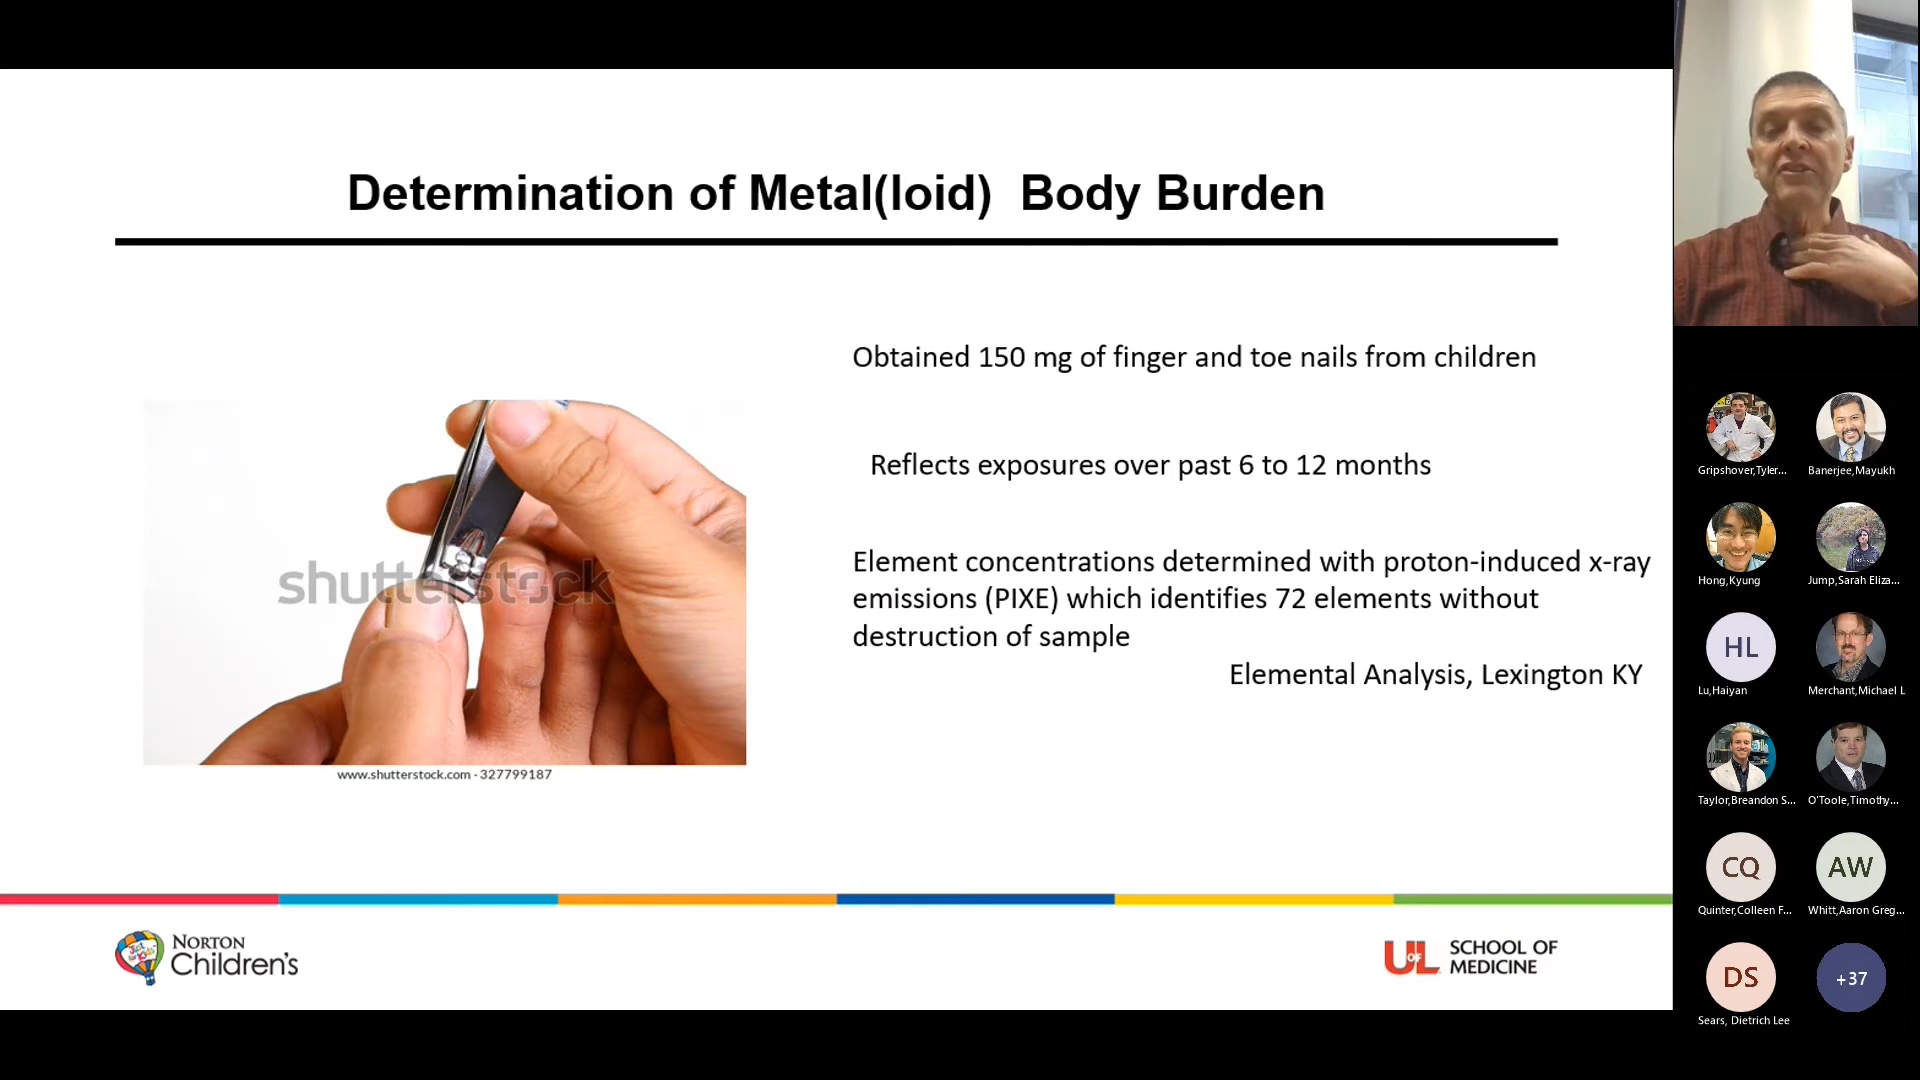 Determination of Metal(loid) Body Burden
Obtained 150 mg of finger and toe nails from children
Reflects exposures over past 6 to 12 months
Element concentrations determined with proton-induced x-ray
emissions (PIXE) which identifies 72 elements without
destruction of sample
Elemental Analysis, Lexington KY
shutterstock
www.shutterstock.com · 327799187
Just for Kids
NORTON
Children's
UofL
SCHOOL OF
MEDICINE
Gripshover,Tyler...
Banerjee,Mayukh
Hong,Kyung
Jump,Sarah Eliza...
HL
Lu,Haiyan
Merchant,Michael L
Taylor,Breandon S...
O'Toole,Timothy...
CQ
AW
Quinter,Colleen F...
Whitt,Aaron Greg...
DS
+37
Sears, Dietrich Lee